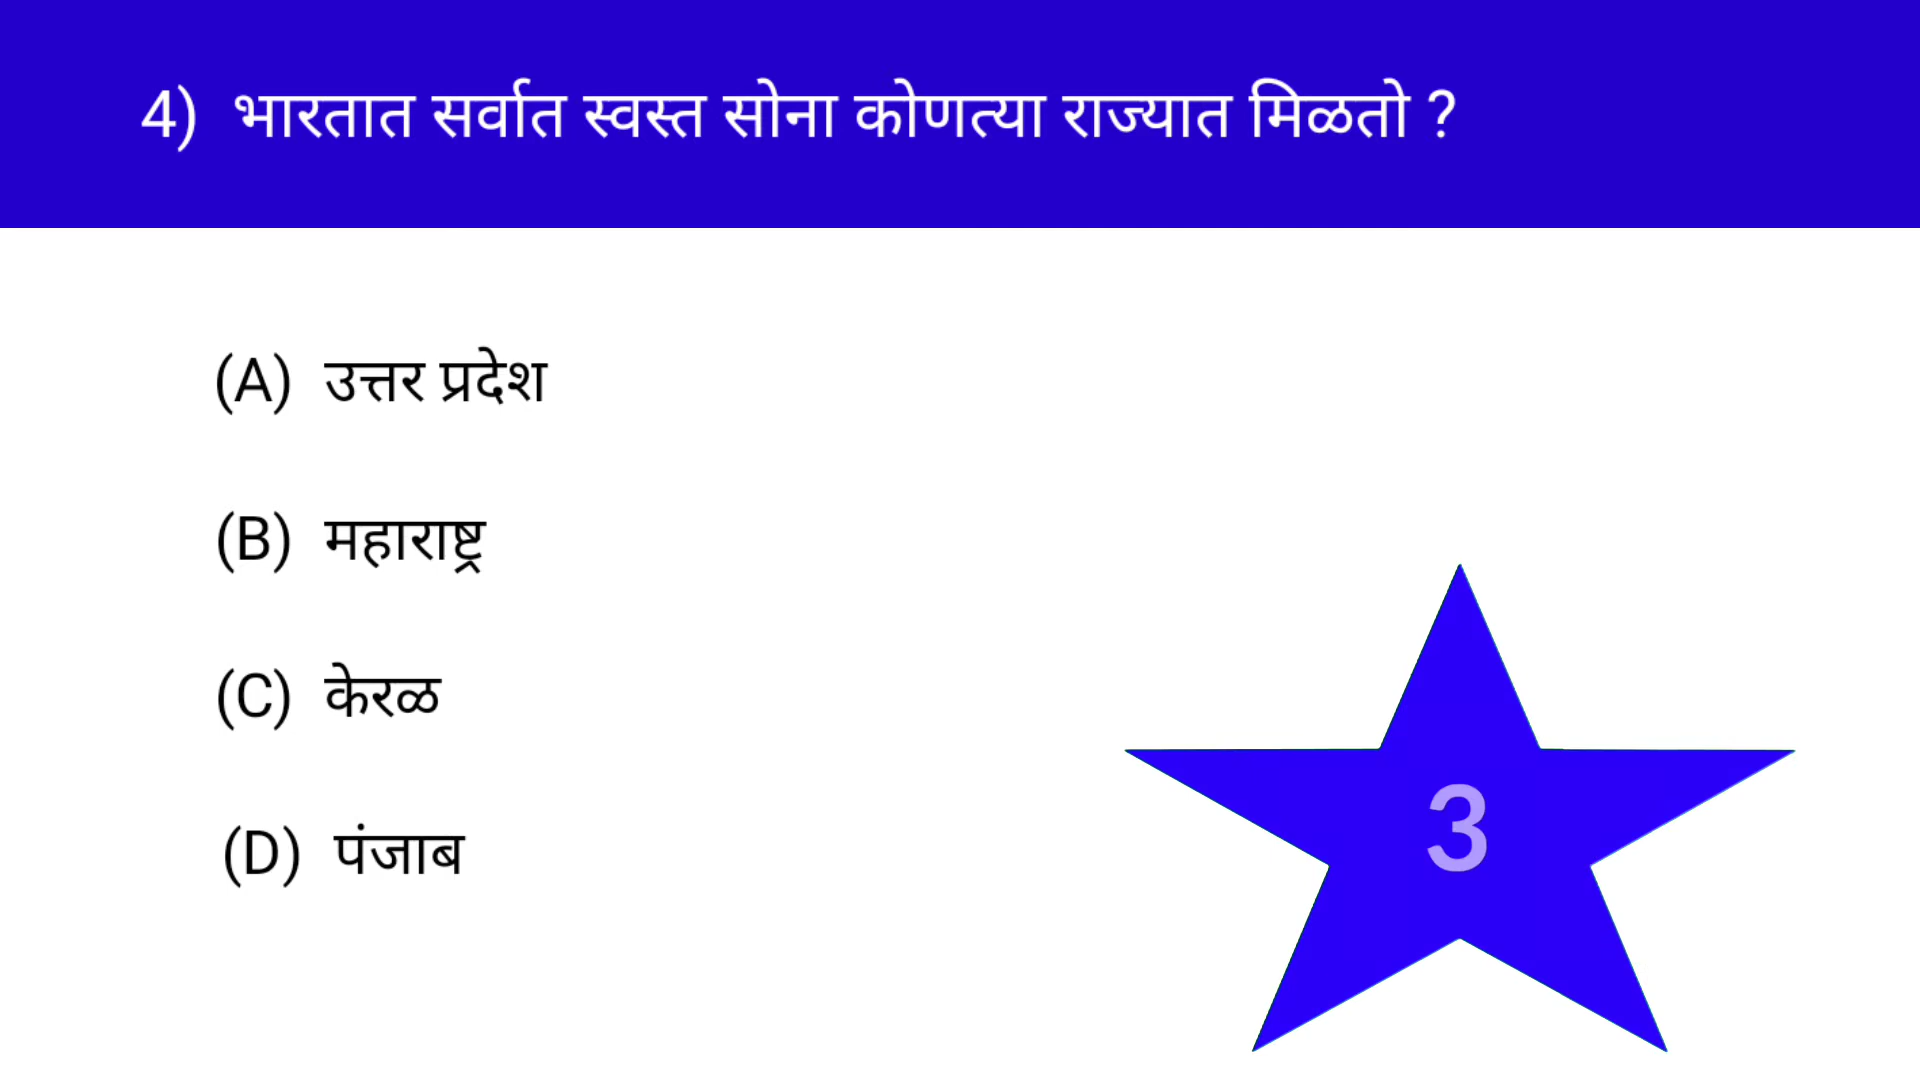 4) भारतात सर्वात स्वस्त सोना कोणत्या राज्यात मिळतो ?
(A) उत्तर प्रदेश
(B) महाराष्ट्र
(C) केरळ
(D) पंजाब
3